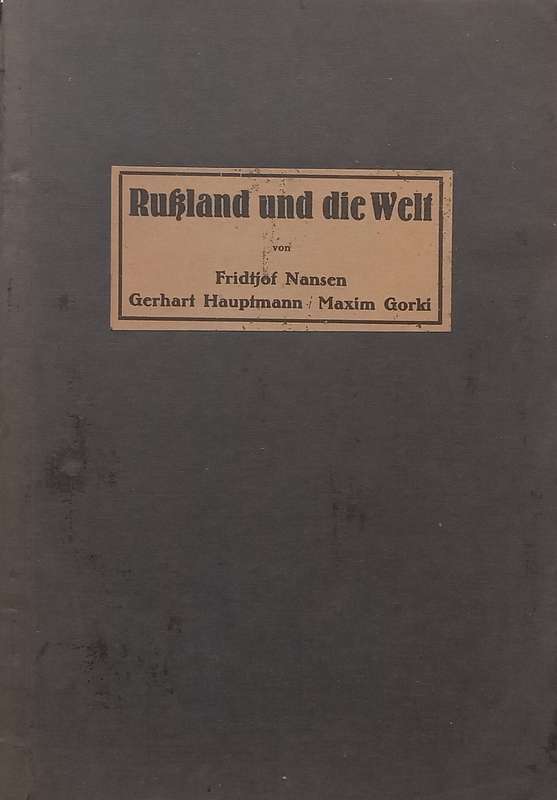 Rußland und die Welt
von
Fridtjof Nansen
Gerhart Hauptmann / Maxim Gorki